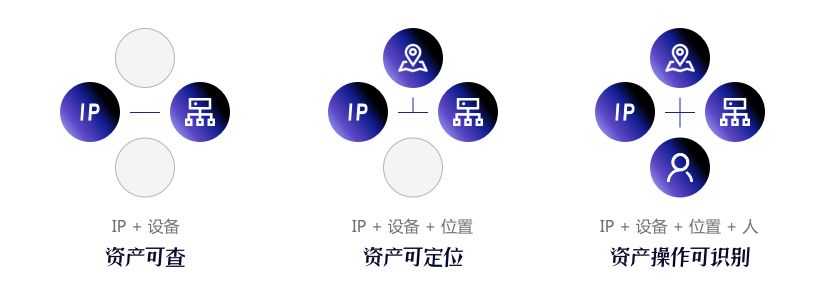 IP
IP
IP
IP + 设备
IP + 设备 + 位置
IP + 设备 + 位置 + 人
资产可查
资产可定位
资产操作可识别